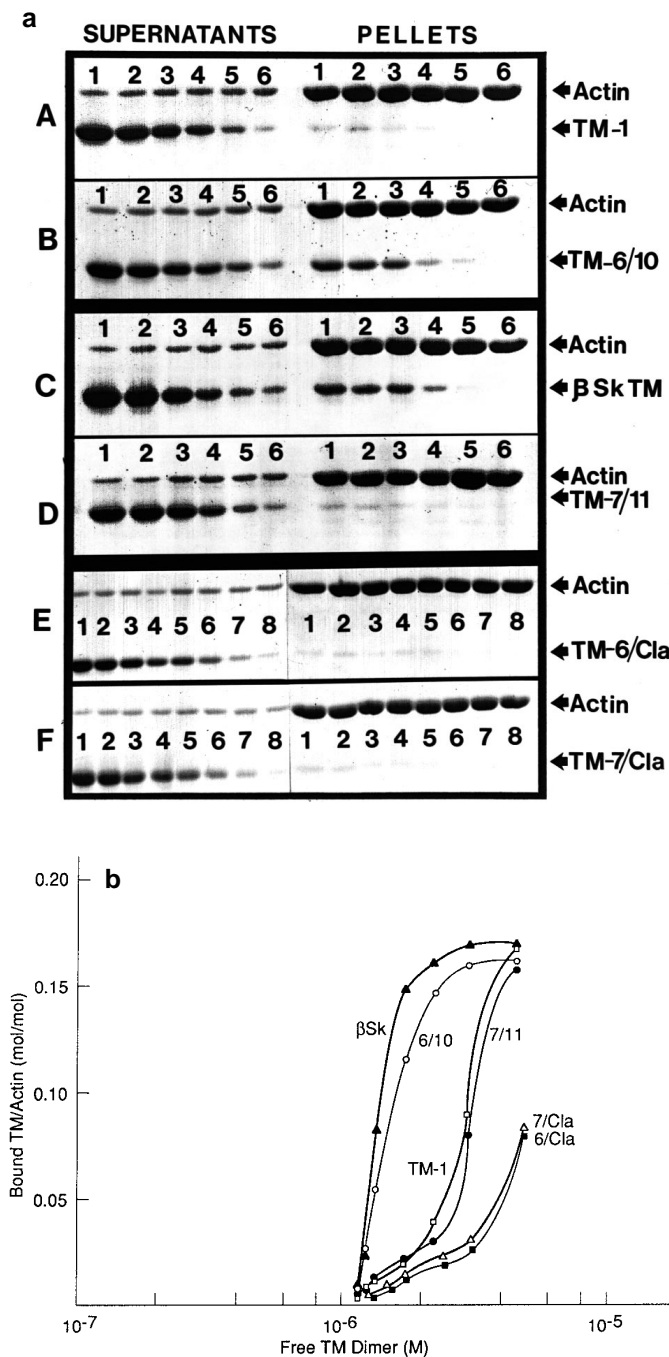 a
SUPERNATANTS PELLETS
1 2 3 4 5 6 1 2 3 4 5 6
A
Actin
TM-1
1 2 3 4 5 6 1 2 3 4 5 6
B
Actin
TM-6/10
1 2 3 4 5 6 1 2 3 4 5 6
C
Actin
β Sk TM
1 2 3 4 5 6 1 2 3 4 5 6
D
Actin
TM-7/11
E
Actin
1 2 3 4 5 6 7 8 1 2 3 4 5 6 7 8
TM-6/Cla
F
Actin
1 2 3 4 5 6 7 8 1 2 3 4 5 6 7 8
TM-7/Cla
b
0.20
0.15
0.10
0.05
Bound TM/Actin (mol/mol)
βSk
6/10
7/11
TM-1
7/Cla
6/Cla
10-7 10-6 10-5
Free TM Dimer (M)